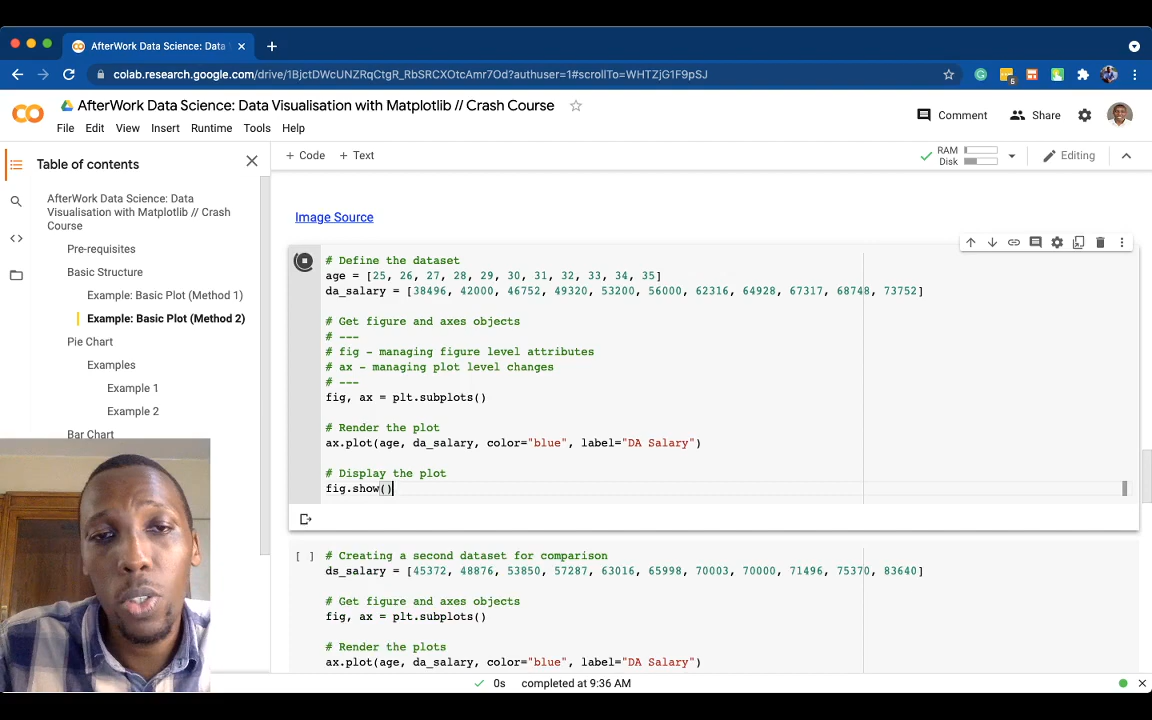 AfterWork Data Science: Data
colab.research.google.com/drive/1BjctDWcUNZRqCtgR_RbSRCXOtcAmr7Od?authuser=1#scrollTo=WHTZjG1F9pSJ
6
AfterWork Data Science: Data Visualisation with Matplotlib // Crash Course
File Edit View Insert Runtime Tools Help
Comment Share
Table of contents
+ Code + Text
RAM
Disk
Editing
AfterWork Data Science: Data
Visualisation with Matplotlib // Crash
Course
Pre-requisites
Basic Structure
Example: Basic Plot (Method 1)
Example: Basic Plot (Method 2)
Pie Chart
Examples
Example 1
Example 2
Bar Chart
Image Source
# Define the dataset
age = [25, 26, 27, 28, 29, 30, 31, 32, 33, 34, 35]
da_salary = [38496, 42000, 46752, 49320, 53200, 56000, 62316, 64928, 67317, 68748, 73752]
# Get figure and axes objects
# ---
# fig - managing figure level attributes
# ax - managing plot level changes
# ---
fig, ax = plt.subplots()
# Render the plot
ax.plot(age, da_salary, color="blue", label="DA Salary")
# Display the plot
fig.show()
[ ] # Creating a second dataset for comparison
ds_salary = [45372, 48876, 53850, 57287, 63016, 65998, 70003, 70000, 71496, 75370, 83640]
# Get figure and axes objects
fig, ax = plt.subplots()
# Render the plots
ax.plot(age, da_salary, color="blue", label="DA Salary")
0s completed at 9:36 AM